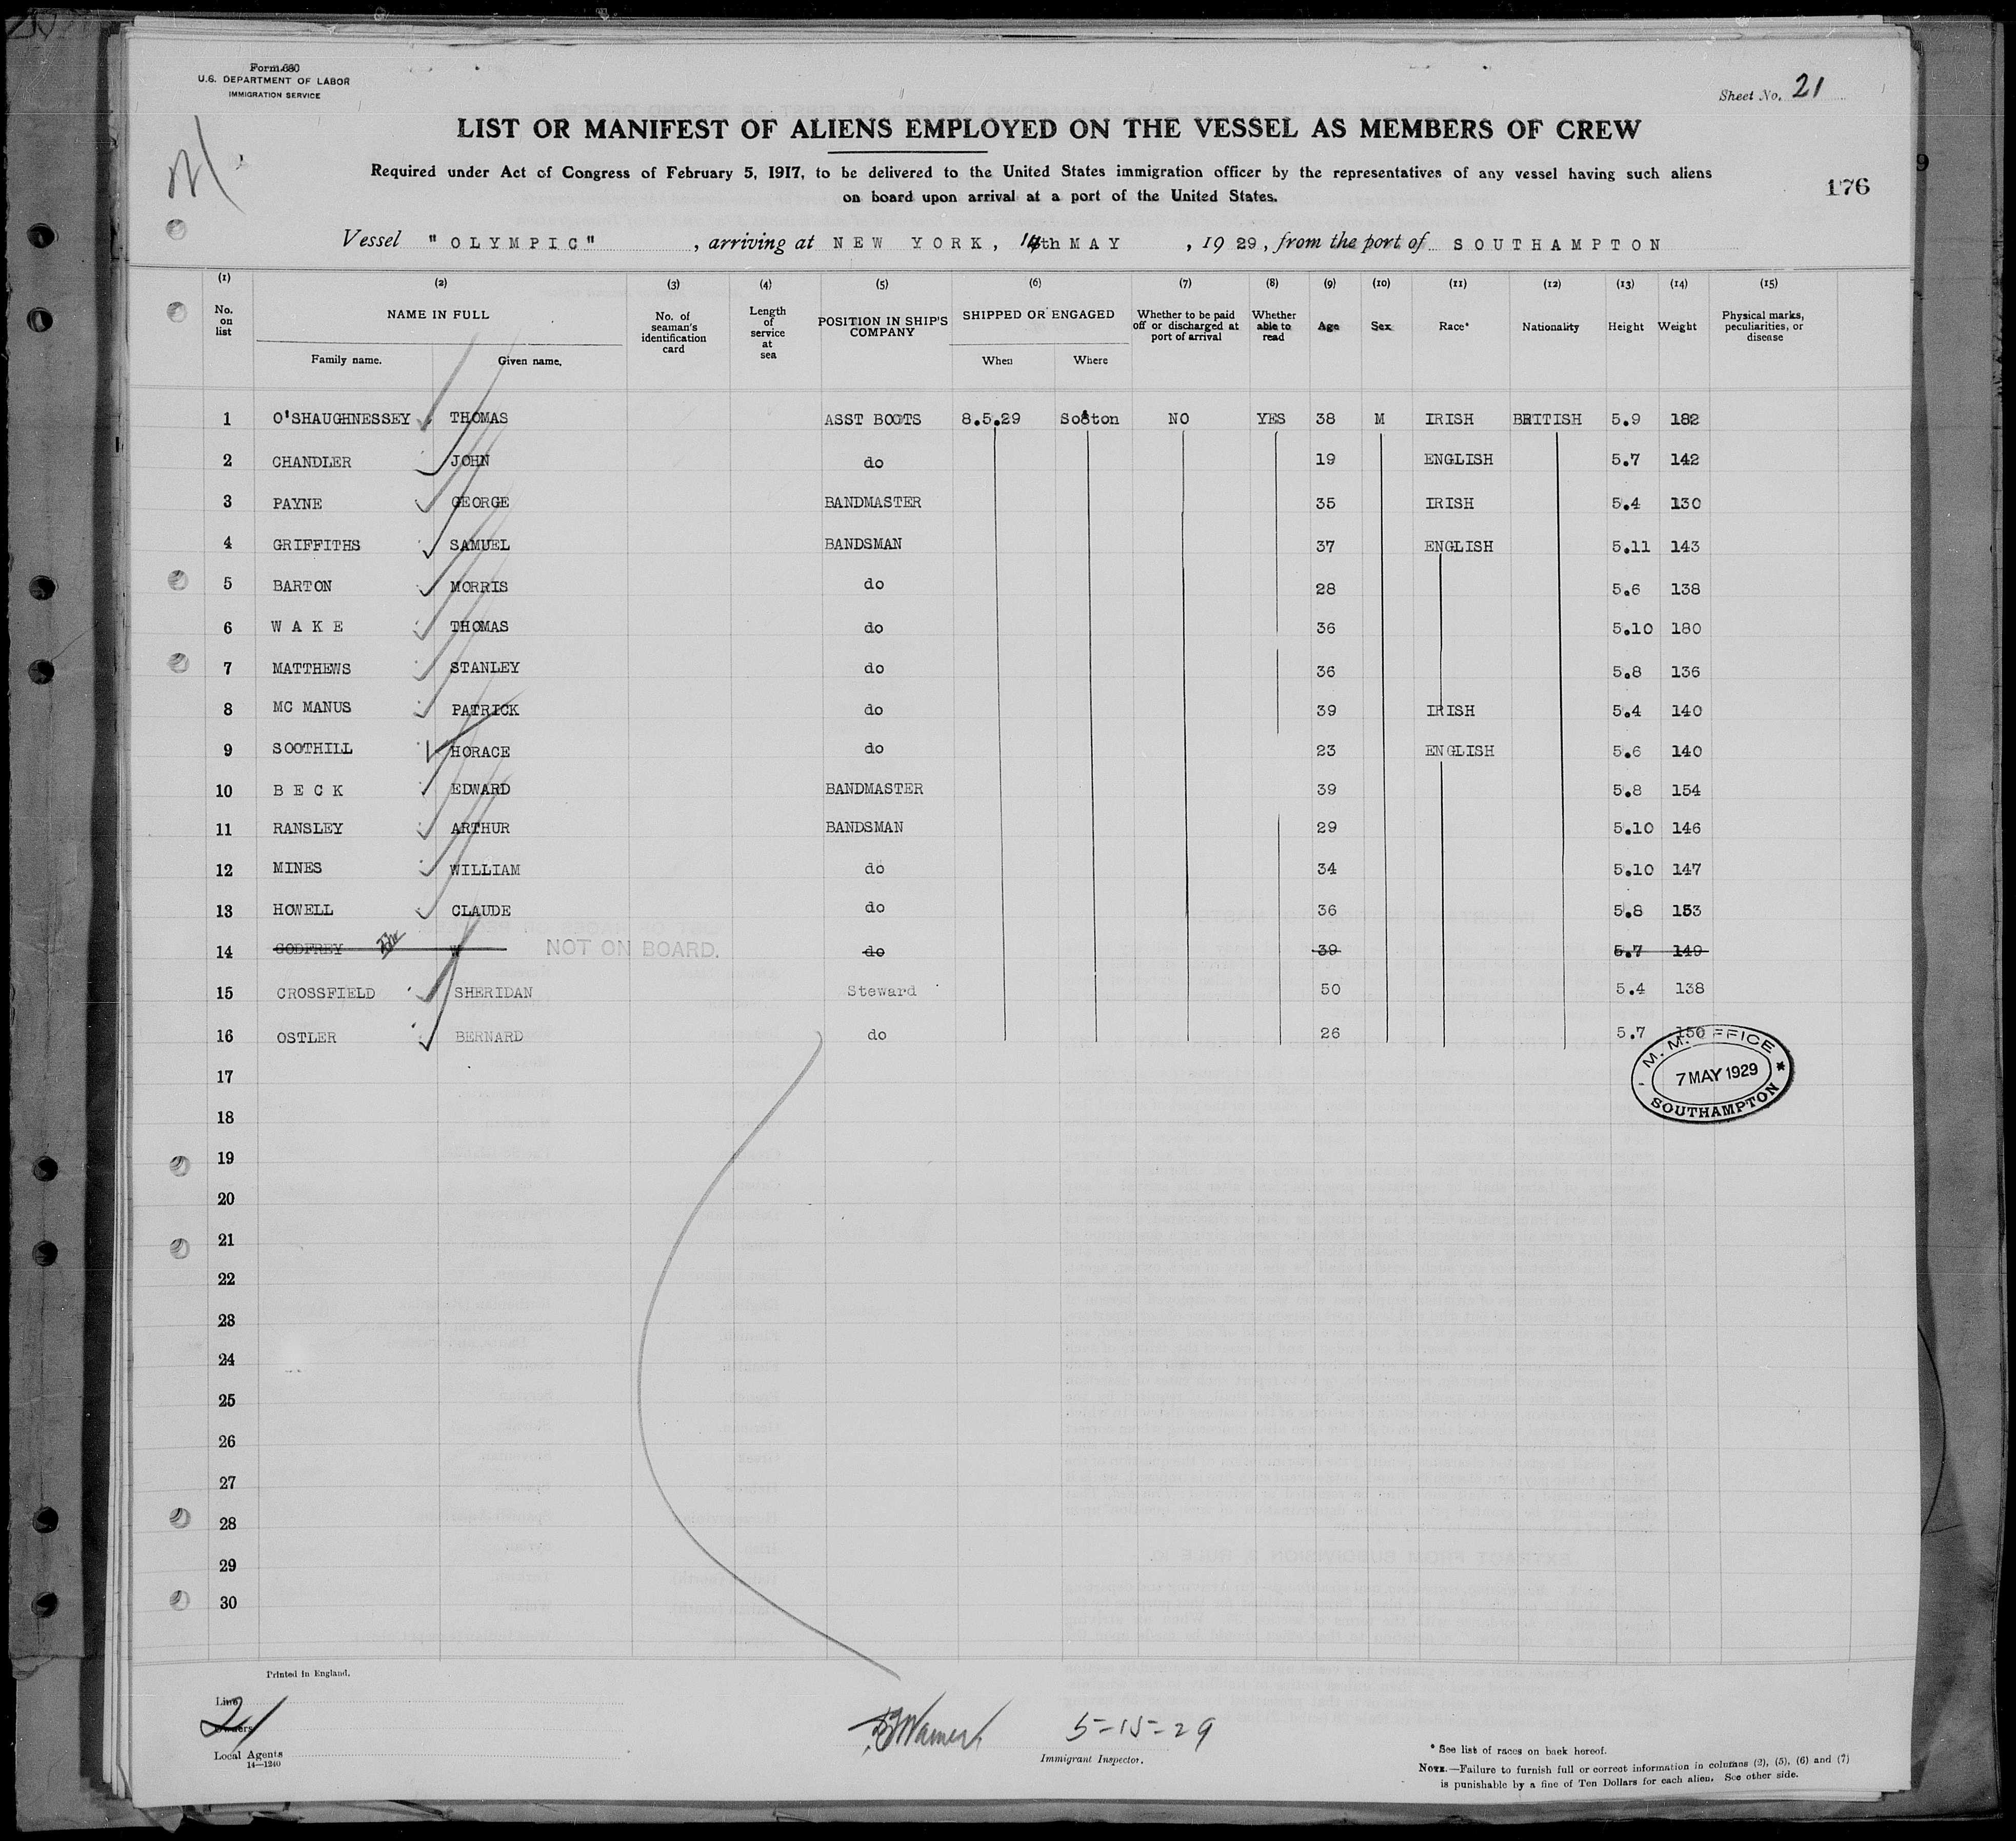 Form 680
U.S. DEPARTMENT OF LABOR
IMMIGRATION SERVICE
Sheet No. 21
LIST OR MANIFEST OF ALIENS EMPLOYED ON THE VESSEL AS MEMBERS OF CREW
Required under Act of Congress of February 5, 1917, to be delivered to the United States immigration officer by the representatives of any vessel having such aliens
on board upon arrival at a port of the United States.
176
Vessel "OLYMPIC", arriving at NEW YORK, 14th MAY, 1929, from the port of SOUTHAMPTON
(1) (2) (3) (4) (5) (6) (7) (8) (9) (10) (11) (12) (13) (14) (15)
No. on list NAME IN FULL Family name. Given name. No. of seaman's identification card Length of service at sea POSITION IN SHIP'S COMPANY SHIPPED OR ENGAGED When Where Whether to be paid off or discharged at port of arrival Whether able to read Age Sex Race* Nationality Height Weight Physical marks, peculiarities, or disease
1 O'SHAUGHNESSEY THOMAS ASST BOOTS 8.5.29 Soston NO YES 38 M IRISH BRITISH 5.9 182
2 CHANDLER JOHN do 19 ENGLISH 5.7 142
3 PAYNE GEORGE BANDMASTER 35 IRISH 5.4 130
4 GRIFFITHS SAMUEL BANDSMAN 37 ENGLISH 5.11 143
5 BARTON MORRIS do 28 5.6 138
6 WAKE THOMAS do 36 5.10 180
7 MATTHEWS STANLEY do 36 5.8 136
8 MC MANUS PATRICK do 39 IRISH 5.4 140
9 SOOTHILL HORACE do 23 ENGLISH 5.6 140
10 BECK EDWARD BANDMASTER 39 5.8 154
11 RANSLEY ARTHUR BANDSMAN 29 5.10 146
12 MINES WILLIAM do 34 5.10 147
13 HOWELL CLAUDE do 36 5.8 153
14 GODFREY W NOT ON BOARD. do 39 5.7 149
15 CROSSFIELD SHERIDAN Steward 50 5.4 138
16 OSTLER BERNARD do 26 5.7 150
17
18
19
20
21
22
23
24
25
26
27
28
29
30
M. M. OFFICE
7 MAY 1929
SOUTHAMPTON
Printed in England.
Line
21
Owners
Local Agents
14—1240
5-15-29
Immigrant Inspector.
* See list of races on back hereof.
NOTE.—Failure to furnish full or correct information in columns (2), (5), (6) and (7)
is punishable by a fine of Ten Dollars for each alien. See other side.